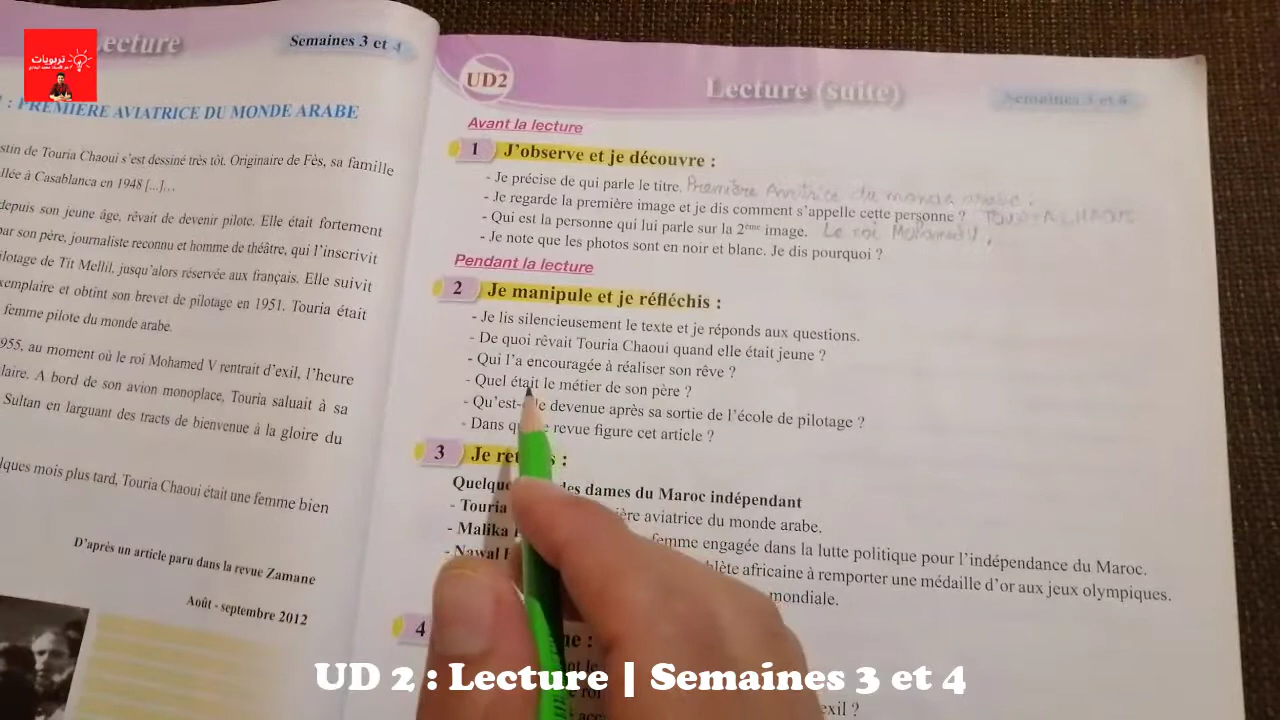 تربويات
Lecture
Semaines 3 et 4
: PREMIÈRE AVIATRICE DU MONDE ARABE
stin de Touria Chaoui s'est dessiné très tôt. Originaire de Fès, sa famille
llée à Casablanca en 1948 [...]...
depuis son jeune âge, rêvait de devenir pilote. Elle était fortement
par son père, journaliste reconnu et homme de théâtre, qui l'inscrivit
ilotage de Tit Mellil, jusqu'alors réservée aux français. Elle suivit
xemplaire et obtint son brevet de pilotage en 1951. Touria était
femme pilote du monde arabe.
955, au moment où le roi Mohamed V rentrait d'exil, l'heure
laire. A bord de son avion monoplace, Touria saluait à sa
Sultan en larguant des tracts de bienvenue à la gloire du
lques mois plus tard, Touria Chaoui était une femme bien
D'après un article paru dans la revue Zamane
Août - septembre 2012
UD2
Lecture (suite)
Semaines 3 et 4
Avant la lecture
1 J'observe et je découvre :
- Je précise de qui parle le titre. Première Aviatrice du monde arabe.
- Je regarde la première image et je dis comment s'appelle cette personne ? Touria CHAOUI
- Qui est la personne qui lui parle sur la 2ème image. Le roi Mohamed V,
- Je note que les photos sont en noir et blanc. Je dis pourquoi ?
Pendant la lecture
2 Je manipule et je réfléchis :
- Je lis silencieusement le texte et je réponds aux questions.
- De quoi rêvait Touria Chaoui quand elle était jeune ?
- Qui l'a encouragée à réaliser son rêve ?
- Quel était le métier de son père ?
- Qu'est- le devenue après sa sortie de l'école de pilotage ?
- Dans qu e revue figure cet article ?
3 Je ret s :
Quelque des dames du Maroc indépendant
- Touria ière aviatrice du monde arabe.
- Malika femme engagée dans la lutte politique pour l'indépendance du Maroc.
- Nawal blète africaine à remporter une médaille d'or aux jeux olympiques.
mondiale.
4 ne :
exil ?
UD 2 : Lecture | Semaines 3 et 4